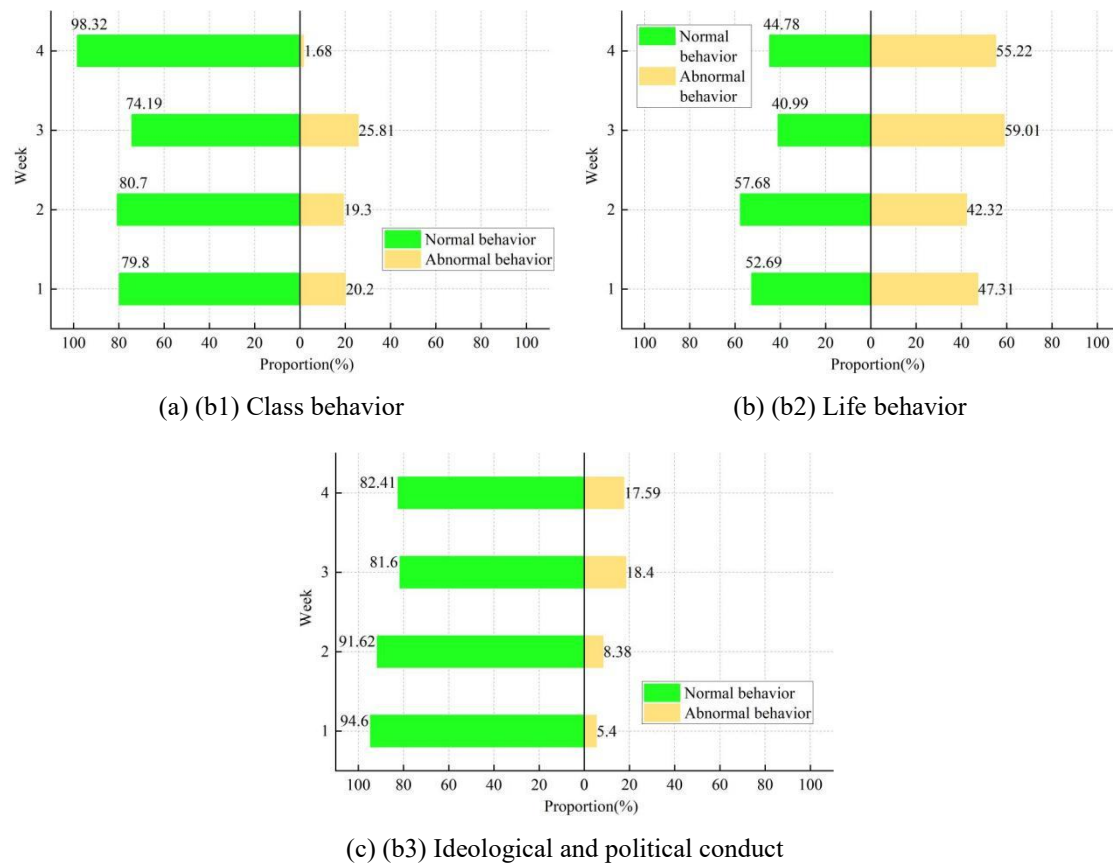 98.32
4
1.68
74.19
3
25.81
Week
80.7
2
19.3
Normal behavior
Abnormal behavior
79.8
1
20.2
100 80 60 40 20 0 20 40 60 80 100
Proportion(%)
(a) (b1) Class behavior
Normal
behavior
Abnormal
behavior
44.78
4
55.22
40.99
3
59.01
Week
57.68
2
42.32
52.69
1
47.31
100 80 60 40 20 0 20 40 60 80 100
Proportion(%)
(b) (b2) Life behavior
82.41
4
17.59
81.6
3
18.4
Week
91.62
2
8.38
Normal behavior
Abnormal behavior
94.6
1
5.4
100 80 60 40 20 0 20 40 60 80 100
Proportion(%)
(c) (b3) Ideological and political conduct